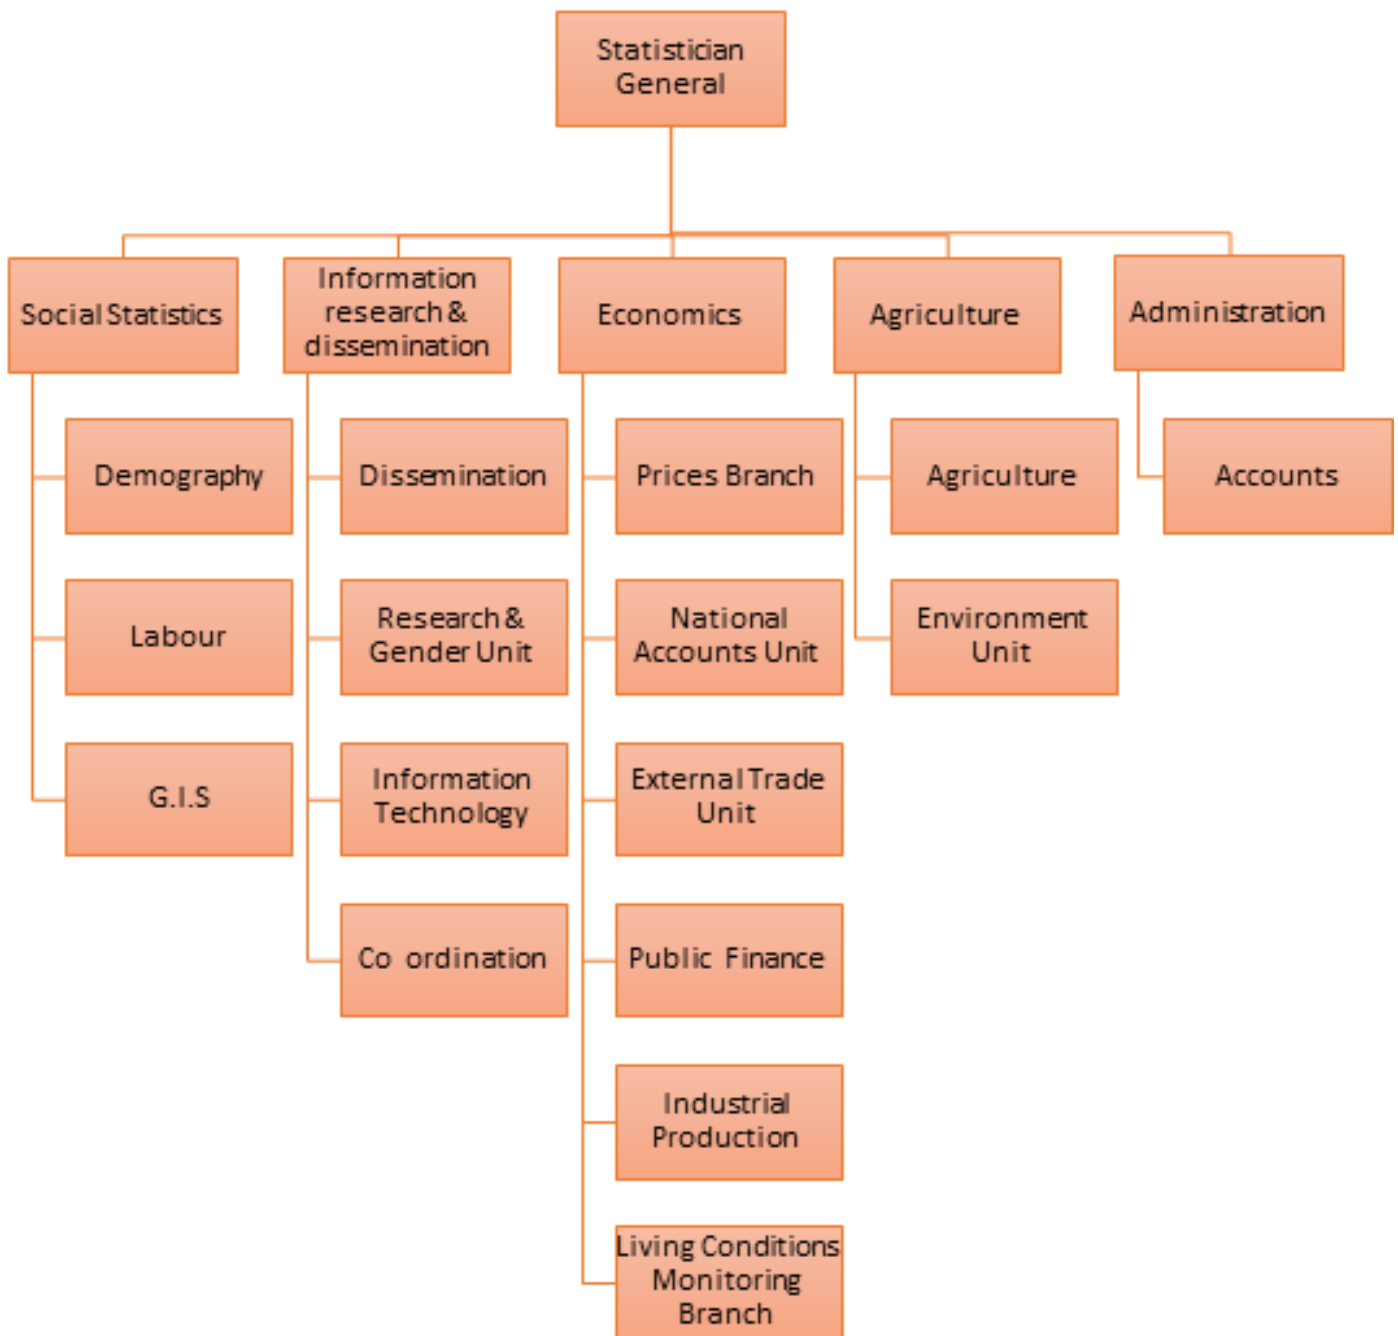 Statistician
General
Social Statistics
Information
research &
dissemination
Economics
Agriculture
Administration
Demography
Labour
G.I.S
Dissemination
Research &
Gender Unit
Information
Technology
Co ordination
Prices Branch
National
Accounts Unit
External Trade
Unit
Public Finance
Industrial
Production
Living Conditions
Monitoring
Branch
Agriculture
Environment
Unit
Accounts